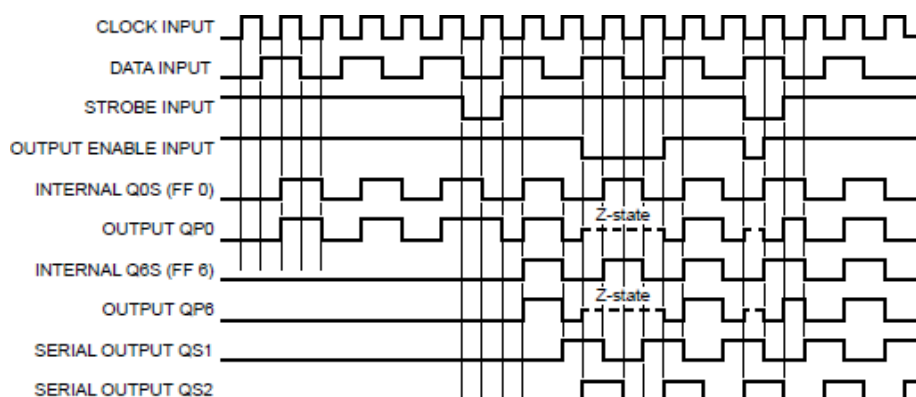 CLOCK INPUT
DATA INPUT
STROBE INPUT
OUTPUT ENABLE INPUT
INTERNAL Q0S (FF 0)
Z-state
OUTPUT QP0
INTERNAL Q6S (FF 6)
Z-state
OUTPUT QP6
SERIAL OUTPUT QS1
SERIAL OUTPUT QS2